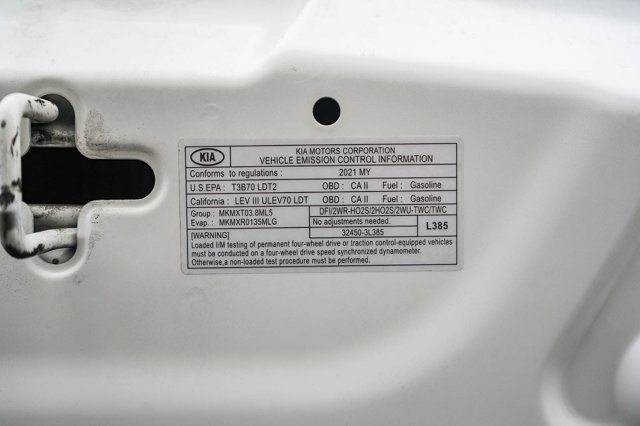 KIA
KIA MOTORS CORPORATION
VEHICLE EMISSION CONTROL INFORMATION
Conforms to regulations : 2021 MY
U.S.EPA : T3B70 LDT2 OBD : CA II Fuel : Gasoline
California : LEV III ULEV70 LDT OBD : CA II Fuel : Gasoline
Group : MKMXT03.8ML5 DFI/2WR-HO2S/2HO2S/2WU-TWC/TWC
Evap. : MKMXR0135MLG No adjustments needed. L385
[WARNING] 32450-3L385
Loaded I/M testing of permanent four-wheel drive or traction control-equipped vehicles
must be conducted on a four-wheel drive speed synchronized dynamometer.
Otherwise,a non-loaded test procedure must be performed.